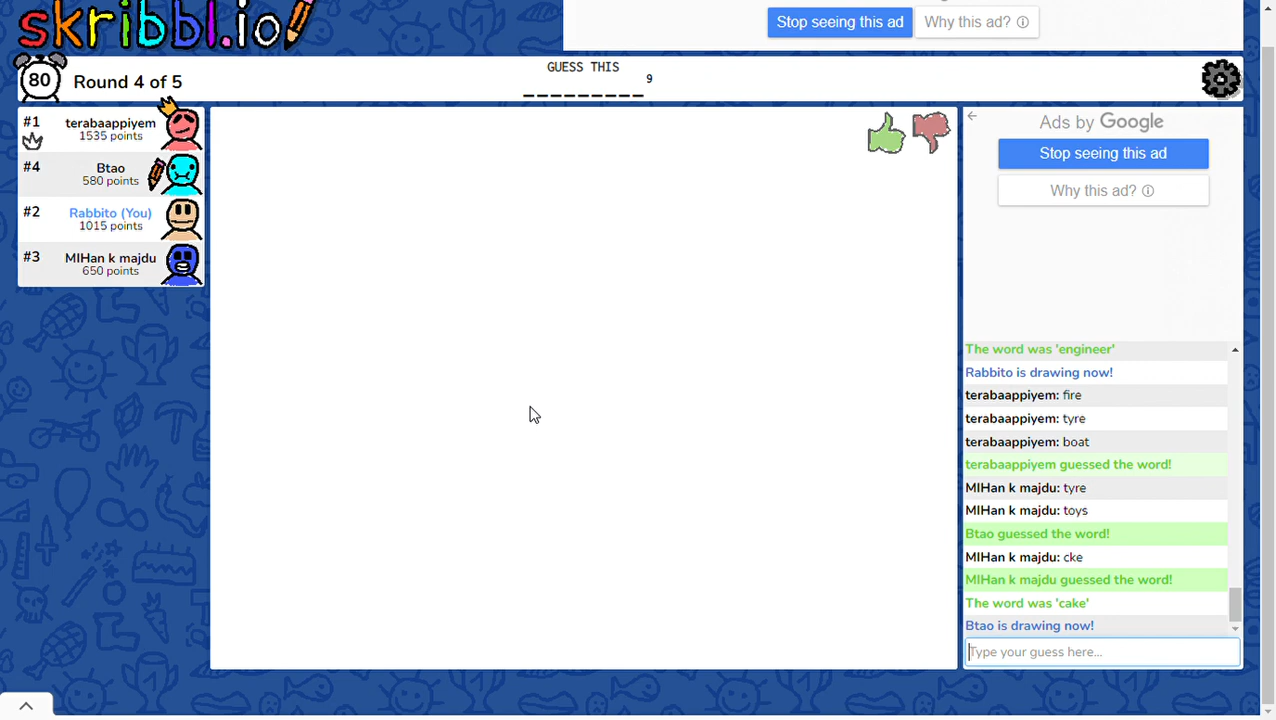 skribbl.io
Stop seeing this ad
Why this ad?
80
Round 4 of 5
GUESS THIS
_________ 9
#1
terabaappiyem
1535 points
#4
Btao
580 points
#2
Rabbito (You)
1015 points
#3
MIHan k majdu
650 points
Ads by Google
Stop seeing this ad
Why this ad?
The word was 'engineer'
Rabbito is drawing now!
terabaappiyem: fire
terabaappiyem: tyre
terabaappiyem: boat
terabaappiyem guessed the word!
MIHan k majdu: tyre
MIHan k majdu: toys
Btao guessed the word!
MIHan k majdu: cke
MIHan k majdu guessed the word!
The word was 'cake'
Btao is drawing now!
Type your guess here...